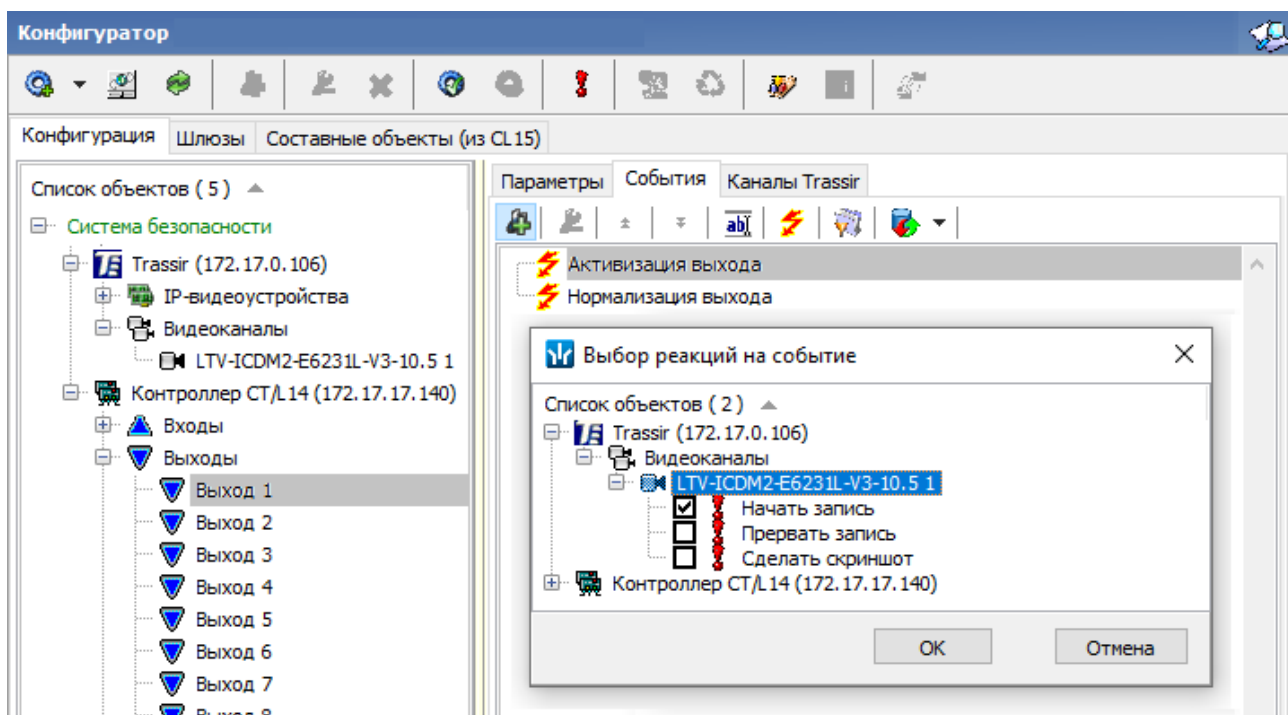 Конфигуратор
Конфигурация Шлюзы Составные объекты (из CL15)
Список объектов ( 5 )
Система безопасности
Trassir (172.17.0.106)
IP-видеоустройства
Видеоканалы
LTV-ICDM2-E6231L-V3-10.5 1
Контроллер CT/L14 (172.17.17.140)
Входы
Выходы
Выход 1
Выход 2
Выход 3
Выход 4
Выход 5
Выход 6
Выход 7
Выход 8
Параметры События Каналы Trassir
abl
Активизация выхода
Нормализация выхода
Выбор реакций на событие
Список объектов ( 2 )
Trassir (172.17.0.106)
Видеоканалы
LTV-ICDM2-E6231L-V3-10.5 1
Начать запись
Прервать запись
Сделать скриншот
Контроллер CT/L14 (172.17.17.140)
OK Отмена